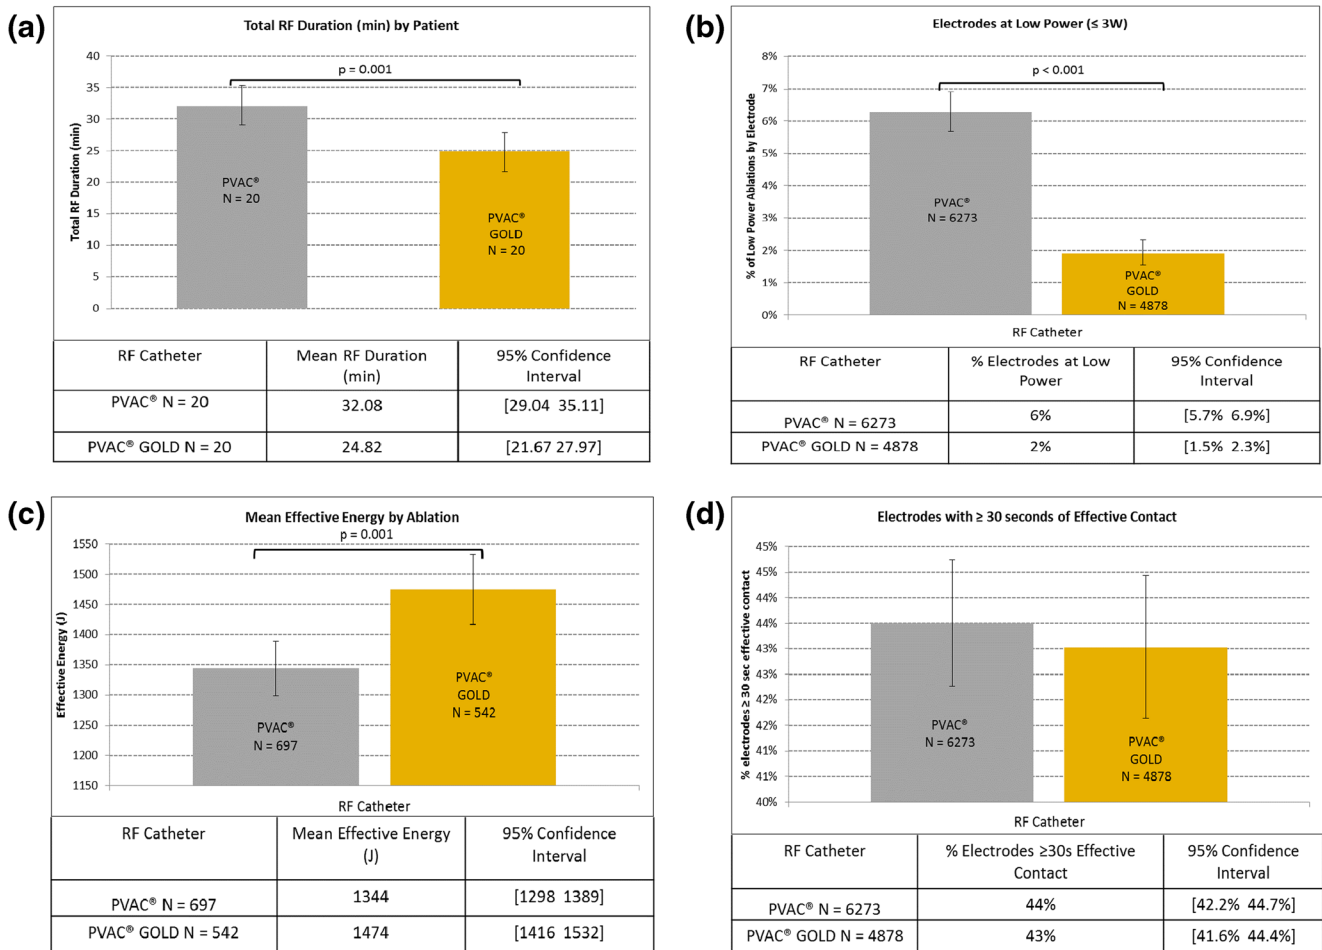 (a)
Total RF Duration (min) by Patient
Total RF Duration (min)
40
35
30
25
20
15
10
5
0
p = 0.001
PVAC®
N = 20
PVAC®
GOLD
N = 20
RF Catheter
Mean RF Duration
(min)
95% Confidence
Interval
PVAC® N = 20
32.08
[29.04 35.11]
PVAC® GOLD N = 20
24.82
[21.67 27.97]
(b)
Electrodes at Low Power (≤ 3W)
% of Low Power Ablations by Electrode
8%
7%
6%
5%
4%
3%
2%
1%
0%
p < 0.001
PVAC®
N = 6273
PVAC®
GOLD
N = 4878
RF Catheter
RF Catheter
% Electrodes at Low
Power
95% Confidence
Interval
PVAC® N = 6273
6%
[5.7% 6.9%]
PVAC® GOLD N = 4878
2%
[1.5% 2.3%]
(c)
Mean Effective Energy by Ablation
p = 0.001
Effective Energy (J)
1550
1500
1450
1400
1350
1300
1250
1200
1150
PVAC®
N = 697
PVAC®
GOLD
N = 542
RF Catheter
RF Catheter
Mean Effective Energy
(J)
95% Confidence
Interval
PVAC® N = 697
1344
[1298 1389]
PVAC® GOLD N = 542
1474
[1416 1532]
(d)
Electrodes with ≥ 30 seconds of Effective Contact
% electrodes ≥ 30 sec effective contact
45%
45%
44%
44%
43%
42%
42%
42%
41%
41%
40%
PVAC®
N = 6273
PVAC®
GOLD
N = 4878
RF Catheter
RF Catheter
% Electrodes ≥30s Effective
Contact
95% Confidence
Interval
PVAC® N = 6273
44%
[42.2% 44.7%]
PVAC® GOLD N = 4878
43%
[41.6% 44.4%]